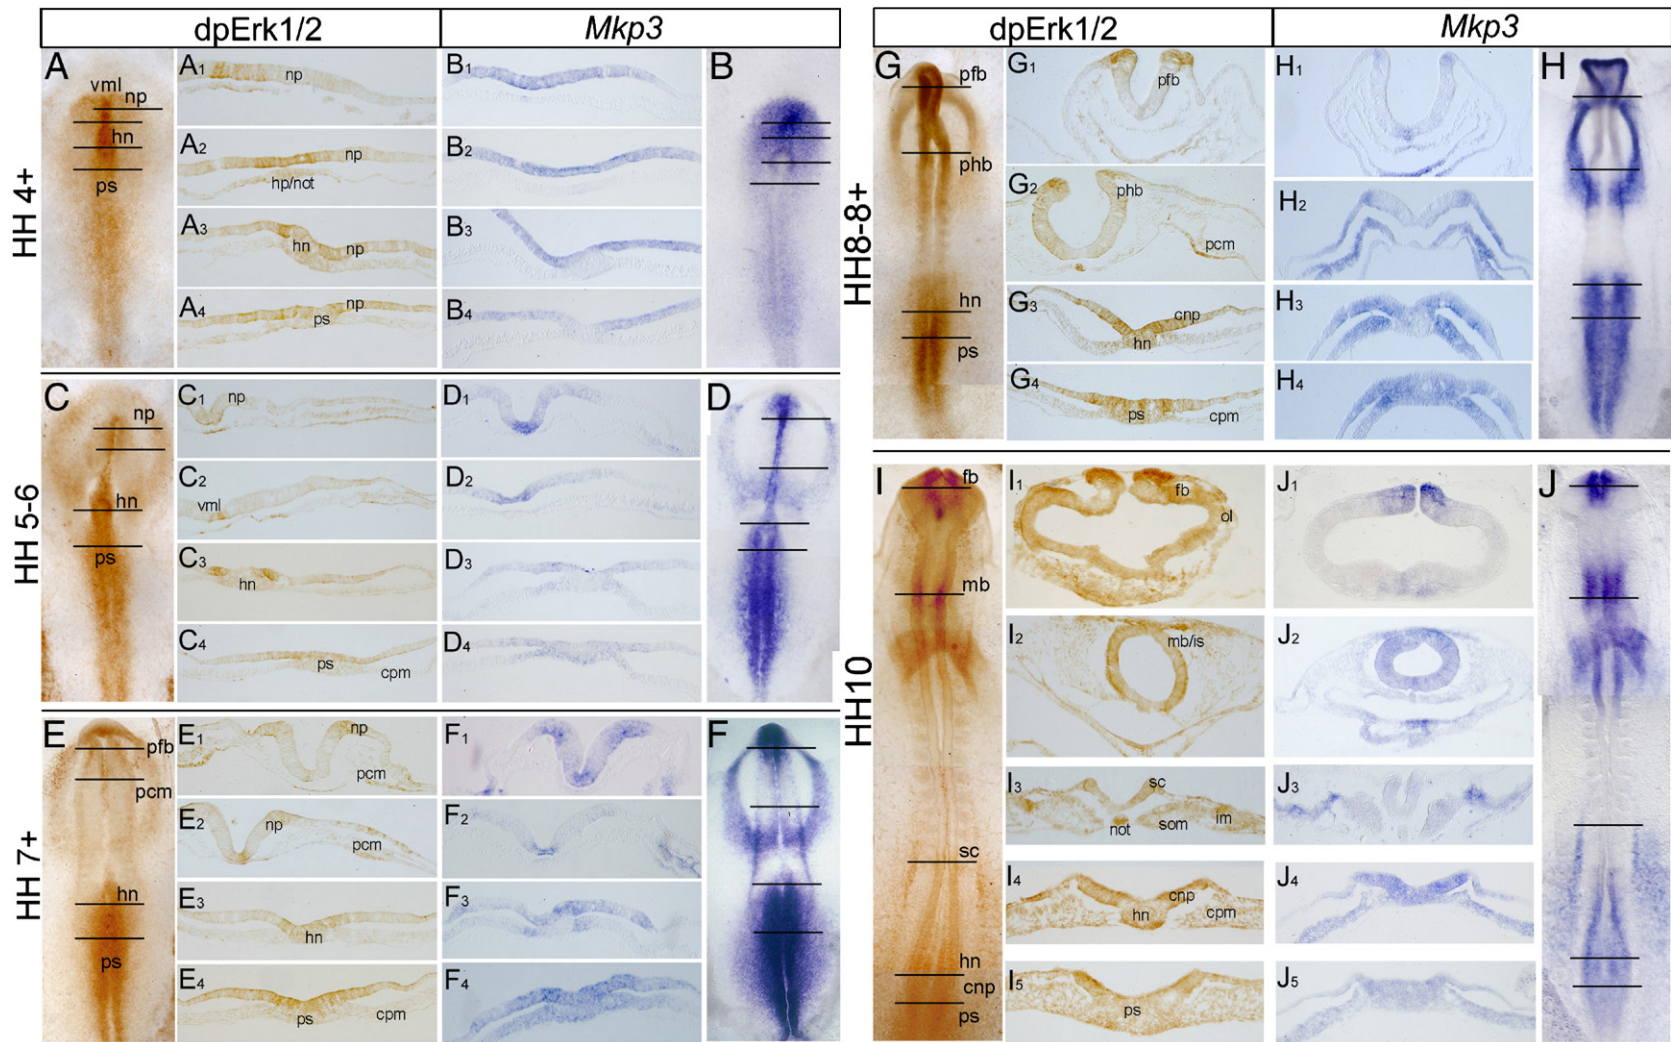 dpErk1/2
Mkp3
HH 4+
A
vml
np
hn
ps
A1
np
A2
np
hp/not
A3
hn
np
A4
np
ps
B1
B2
B3
B4
B
HH 5-6
C
np
hn
ps
C1
np
C2
vml
C3
hn
C4
ps
cpm
D1
D2
D3
D4
D
HH 7+
E
pfb
pcm
hn
ps
E1
np
pcm
E2
np
pcm
E3
hn
E4
ps
cpm
F1
F2
F3
F4
F
dpErk1/2
Mkp3
HH8-8+
G
pfb
phb
hn
ps
G1
pfb
G2
phb
pcm
G3
cnp
hn
G4
ps
cpm
H1
H2
H3
H4
H
HH10
I
fb
mb
sc
hn
cnp
ps
I1
fb
ol
I2
mb/is
I3
sc
not
som
im
I4
cnp
hn
cpm
I5
ps
J1
J2
J3
J4
J5
J